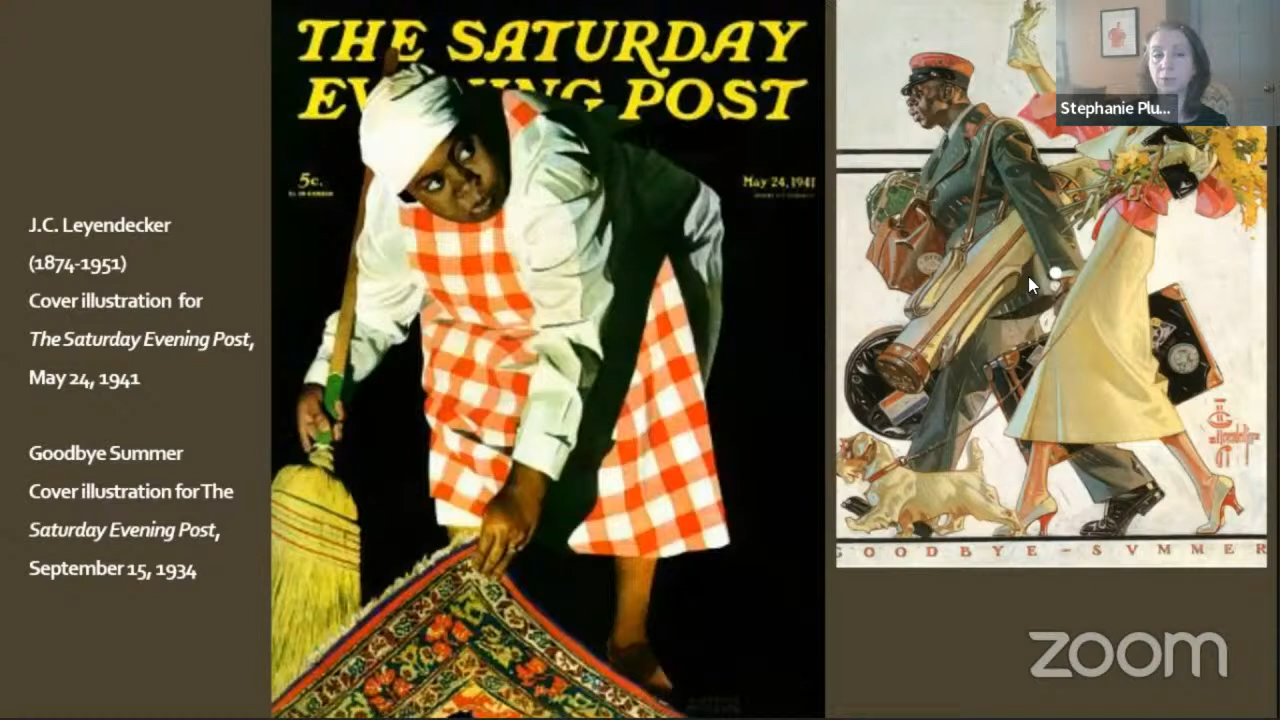 J.C. Leyendecker
(1874-1951)
Cover illustration for
The Saturday Evening Post,
May 24, 1941
Goodbye Summer
Cover illustration for The
Saturday Evening Post,
September 15, 1934
THE SATURDAY
EVENING POST
5c.
May 24, 1941
GOODBYE - SVMMER
Stephanie Plu...
zoom